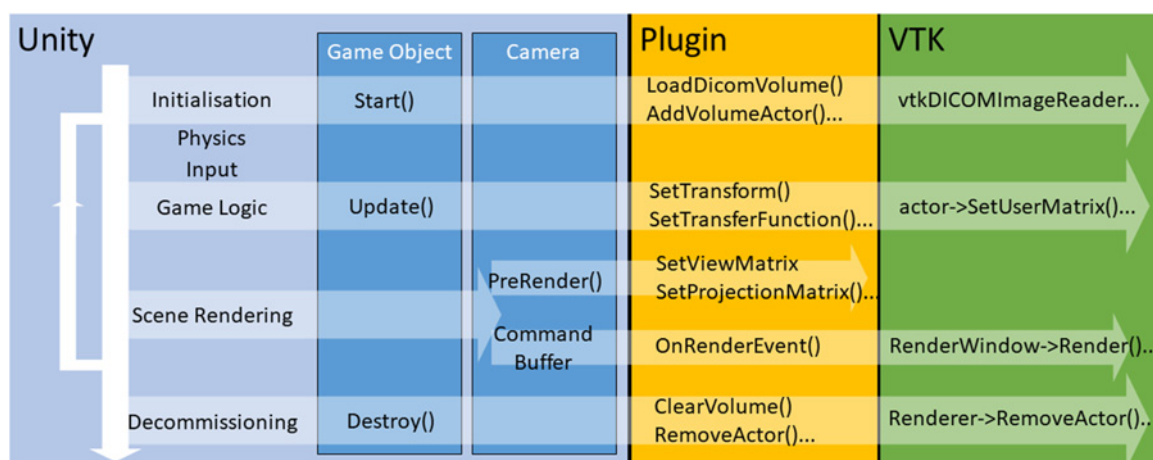 Unity
Game Object
Camera
Plugin
VTK
Initialisation
Start()
LoadDicomVolume()
AddVolumeActor()...
vtkDICOMImageReader...
Physics
Input
Game Logic
Update()
SetTransform()
SetTransferFunction()...
actor->SetUserMatrix()...
PreRender()
SetViewMatrix
SetProjectionMatrix()...
Scene Rendering
Command
Buffer
OnRenderEvent()
RenderWindow->Render()...
Decommissioning
Destroy()
ClearVolume()
RemoveActor()...
Renderer->RemoveActor()...